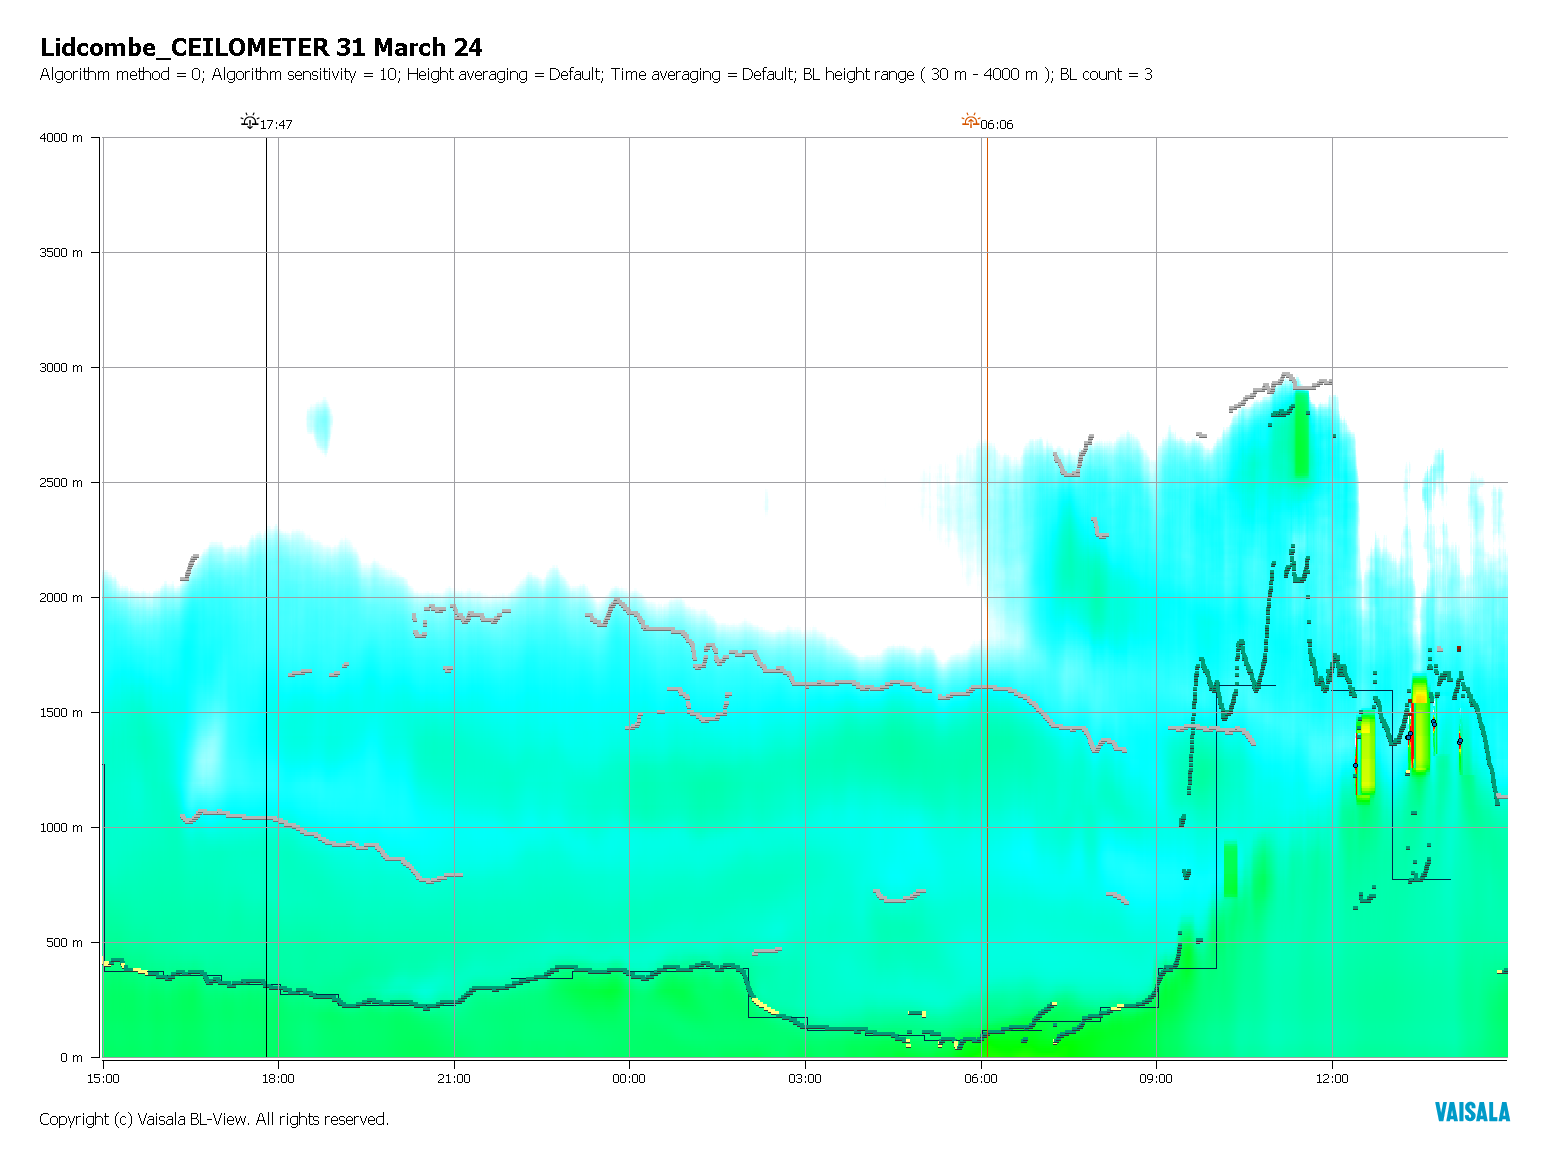 Lidcombe_CEILOMETER 31 March 24
Algorithm method = 0; Algorithm sensitivity = 10; Height averaging = Default; Time averaging = Default; BL height range ( 30 m - 4000 m ); BL count = 3
17:47
06:06
4000 m
3500 m
3000 m
2500 m
2000 m
1500 m
1000 m
500 m
0 m
15:00 18:00 21:00 00:00 03:00 06:00 09:00 12:00
Copyright (c) Vaisala BL-View. All rights reserved.
VAISALA